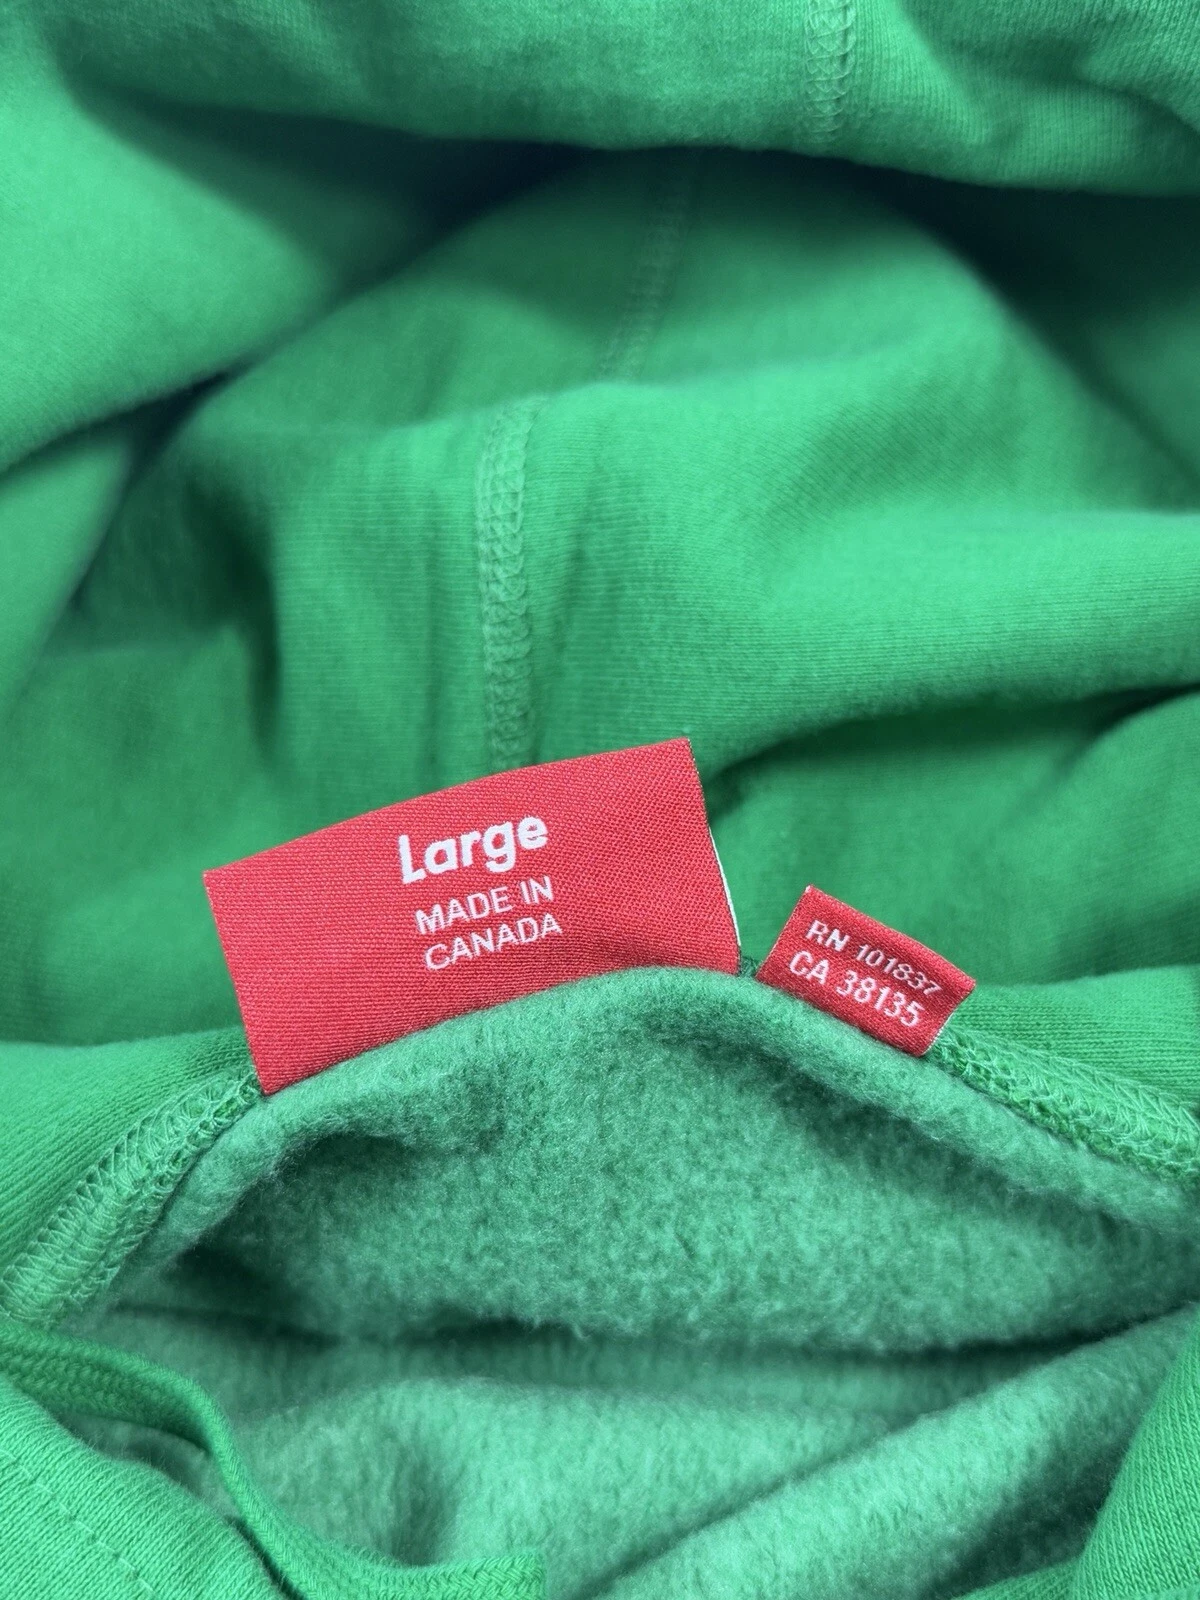 Large
MADE IN
CANADA
RN 101837
CA 38135